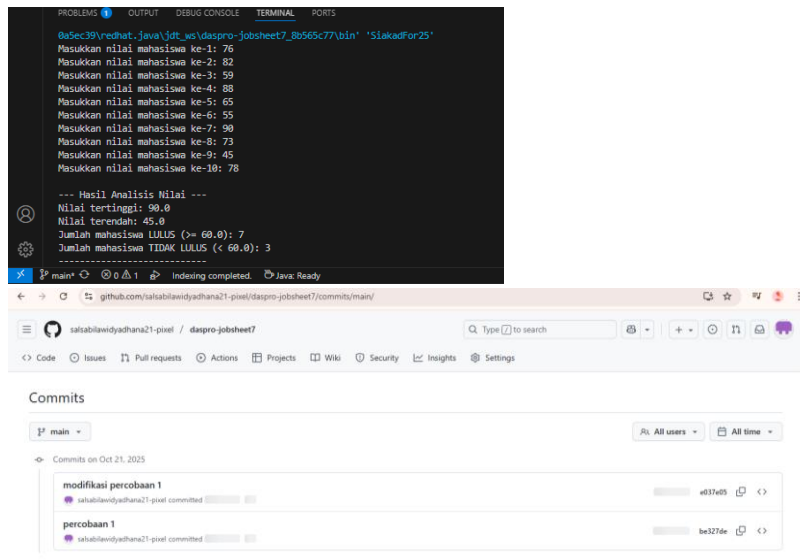 PROBLEMS 1 OUTPUT DEBUG CONSOLE TERMINAL PORTS
0a5ec39\redhat.java\jdt_ws\daspro-jobsheet7_8b565c77\bin' 'SiakadFor25'
Masukkan nilai mahasiswa ke-1: 76
Masukkan nilai mahasiswa ke-2: 82
Masukkan nilai mahasiswa ke-3: 59
Masukkan nilai mahasiswa ke-4: 88
Masukkan nilai mahasiswa ke-5: 65
Masukkan nilai mahasiswa ke-6: 55
Masukkan nilai mahasiswa ke-7: 90
Masukkan nilai mahasiswa ke-8: 73
Masukkan nilai mahasiswa ke-9: 45
Masukkan nilai mahasiswa ke-10: 78
--- Hasil Analisis Nilai ---
Nilai tertinggi: 90.0
Nilai terendah: 45.0
Jumlah mahasiswa LULUS (>= 60.0): 7
Jumlah mahasiswa TIDAK LULUS (< 60.0): 3
---------------------------
main* 0 1 Indexing completed. Java: Ready
github.com/salsabilawidyadhana21-pixel/daspro-jobsheet7/commits/main/
salsabilawidyadhana21-pixel / daspro-jobsheet7 Type / to search
Code Issues Pull requests Actions Projects Wiki Security Insights Settings
Commits
main All users All time
Commits on Oct 21, 2025
modifikasi percobaan 1
salsabilawidyadhana21-pixel committed
e037e05
percobaan 1
salsabilawidyadhana21-pixel committed
be327de